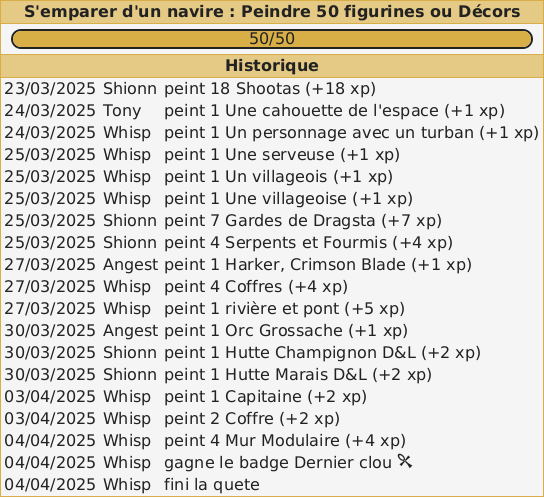 S'emparer d'un navire : Peindre 50 figurines ou Décors
50/50
Historique
23/03/2025 Shionn peint 18 Shootas (+18 xp)
24/03/2025 Tony peint 1 Une cahouette de l'espace (+1 xp)
24/03/2025 Whisp peint 1 Un personnage avec un turban (+1 xp)
25/03/2025 Whisp peint 1 Une serveuse (+1 xp)
25/03/2025 Whisp peint 1 Un villageois (+1 xp)
25/03/2025 Whisp peint 1 Une villageoise (+1 xp)
25/03/2025 Shionn peint 7 Gardes de Dragsta (+7 xp)
25/03/2025 Shionn peint 4 Serpents et Fourmis (+4 xp)
27/03/2025 Angest peint 1 Harker, Crimson Blade (+1 xp)
27/03/2025 Whisp peint 4 Coffres (+4 xp)
27/03/2025 Whisp peint 1 rivière et pont (+5 xp)
30/03/2025 Angest peint 1 Orc Grossache (+1 xp)
30/03/2025 Shionn peint 1 Hutte Champignon D&L (+2 xp)
30/03/2025 Shionn peint 1 Hutte Marais D&L (+2 xp)
03/04/2025 Whisp peint 1 Capitaine (+2 xp)
03/04/2025 Whisp peint 2 Coffre (+2 xp)
04/04/2025 Whisp peint 4 Mur Modulaire (+4 xp)
04/04/2025 Whisp gagne le badge Dernier clou
04/04/2025 Whisp fini la quete